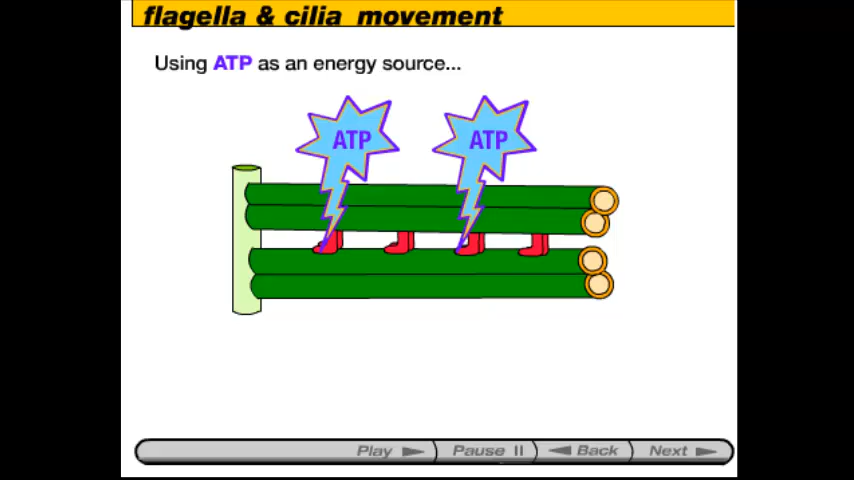 flagella & cilia movement
Using ATP as an energy source...
ATP ATP
Play Pause Back Next